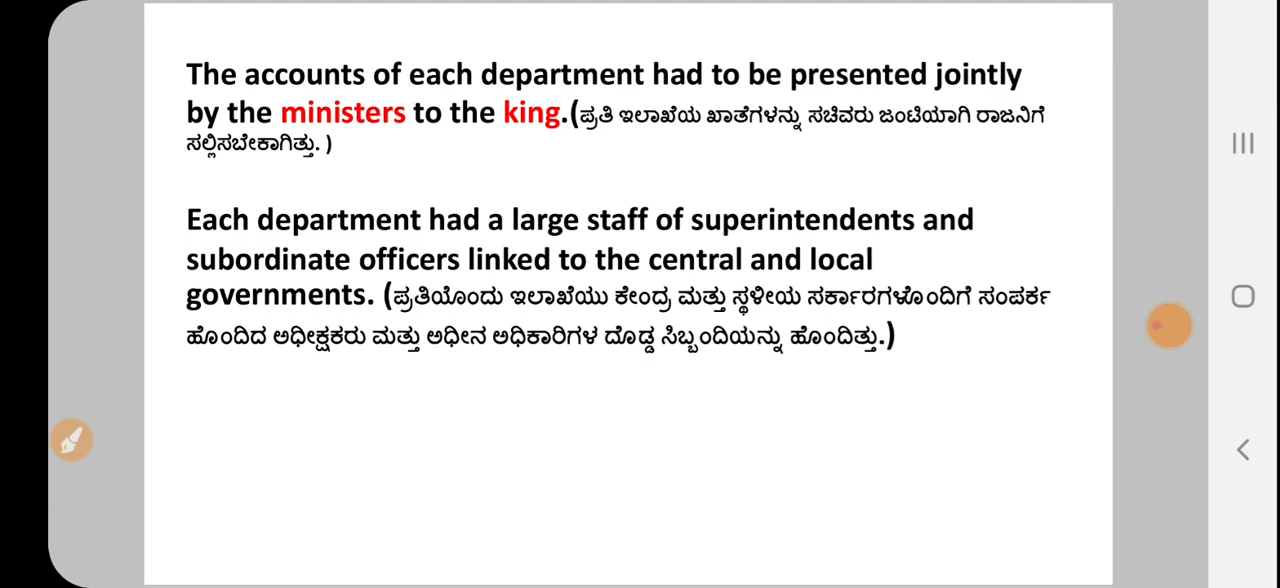 The accounts of each department had to be presented jointly
by the ministers to the king.(ಪ್ರತಿ ಇಲಾಖೆಯ ಖಾತೆಗಳನ್ನು ಸಚಿವರು ಜಂಟಿಯಾಗಿ ರಾಜನಿಗೆ
ಸಲ್ಲಿಸಬೇಕಾಗಿತ್ತು. )
Each department had a large staff of superintendents and
subordinate officers linked to the central and local
governments. (ಪ್ರತಿಯೊಂದು ಇಲಾಖೆಯು ಕೇಂದ್ರ ಮತ್ತು ಸ್ಥಳೀಯ ಸರ್ಕಾರಗಳೊಂದಿಗೆ ಸಂಪರ್ಕ
ಹೊಂದಿದ ಅಧೀಕ್ಷಕರು ಮತ್ತು ಅಧೀನ ಅಧಿಕಾರಿಗಳ ದೊಡ್ಡ ಸಿಬ್ಬಂದಿಯನ್ನು ಹೊಂದಿತ್ತು.)